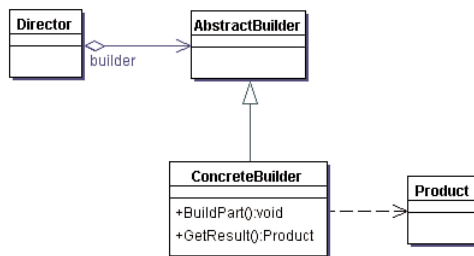 Director
AbstractBuilder
builder
ConcreteBuilder
+BuildPart():void
+GetResult():Product
Product